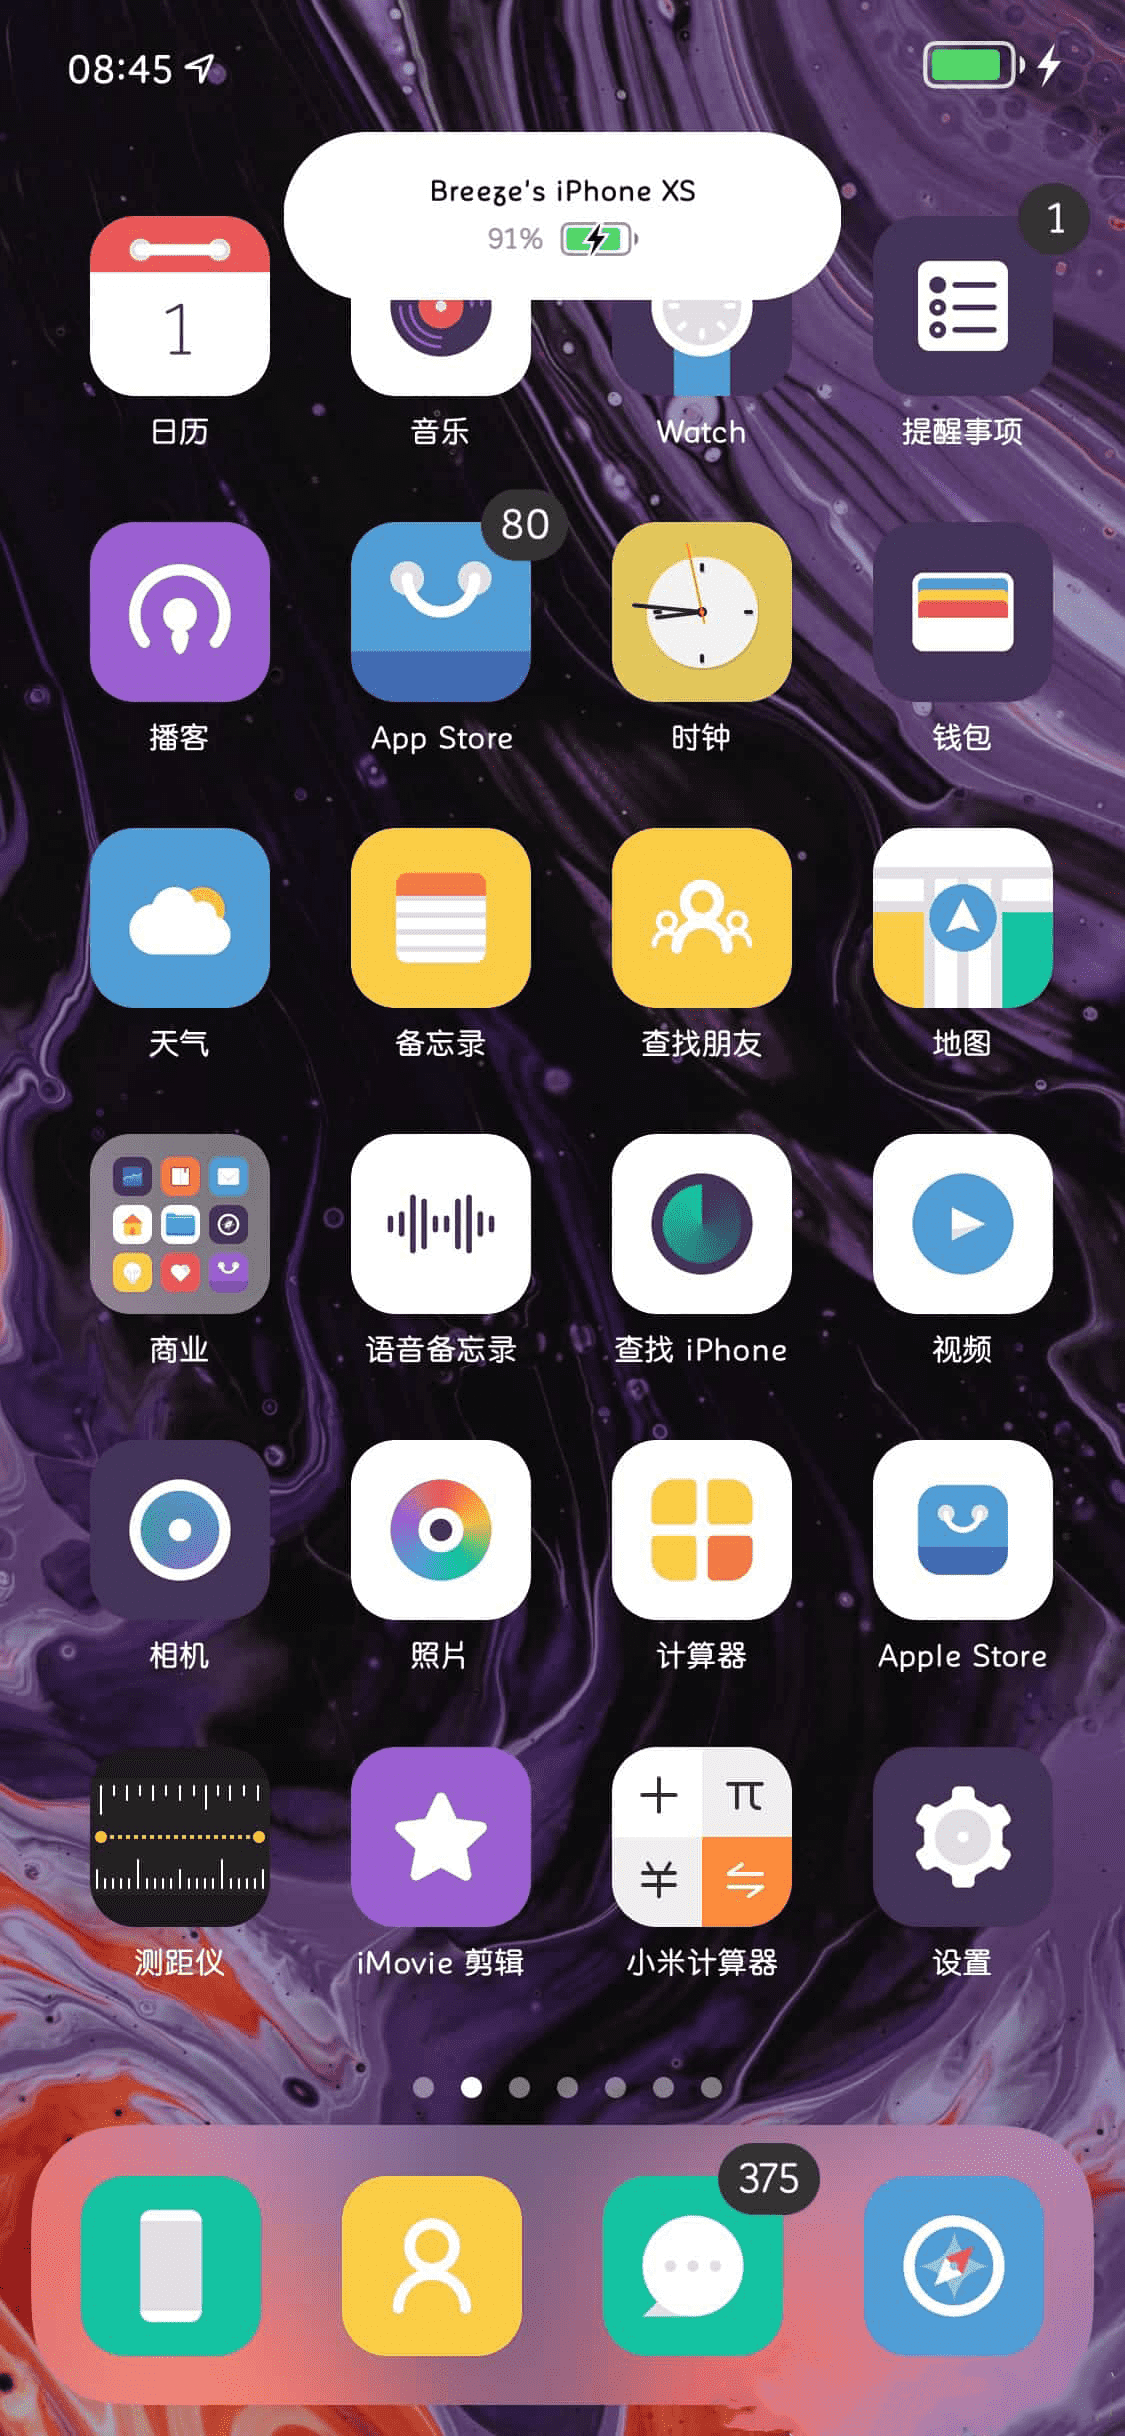 08:45
Breeze's iPhone XS
91%
1
1
日历
音乐
Watch
提醒事项
80
播客
App Store
时钟
钱包
天气
备忘录
查找朋友
地图
商业
语音备忘录
查找 iPhone
视频
相机
照片
计算器
Apple Store
+
π
¥
测距仪
iMovie 剪辑
小米计算器
设置
375